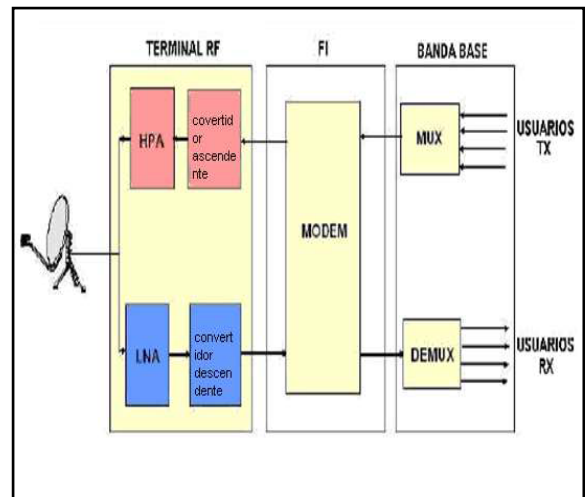 TERMINAL RF
FI
BANDA BASE
HPA
covertid
or
ascende
nte
MODEM
MUX
USUARIOS
TX
LNA
convert
idor
descen
dente
DEMUX
USUARIOS
RX